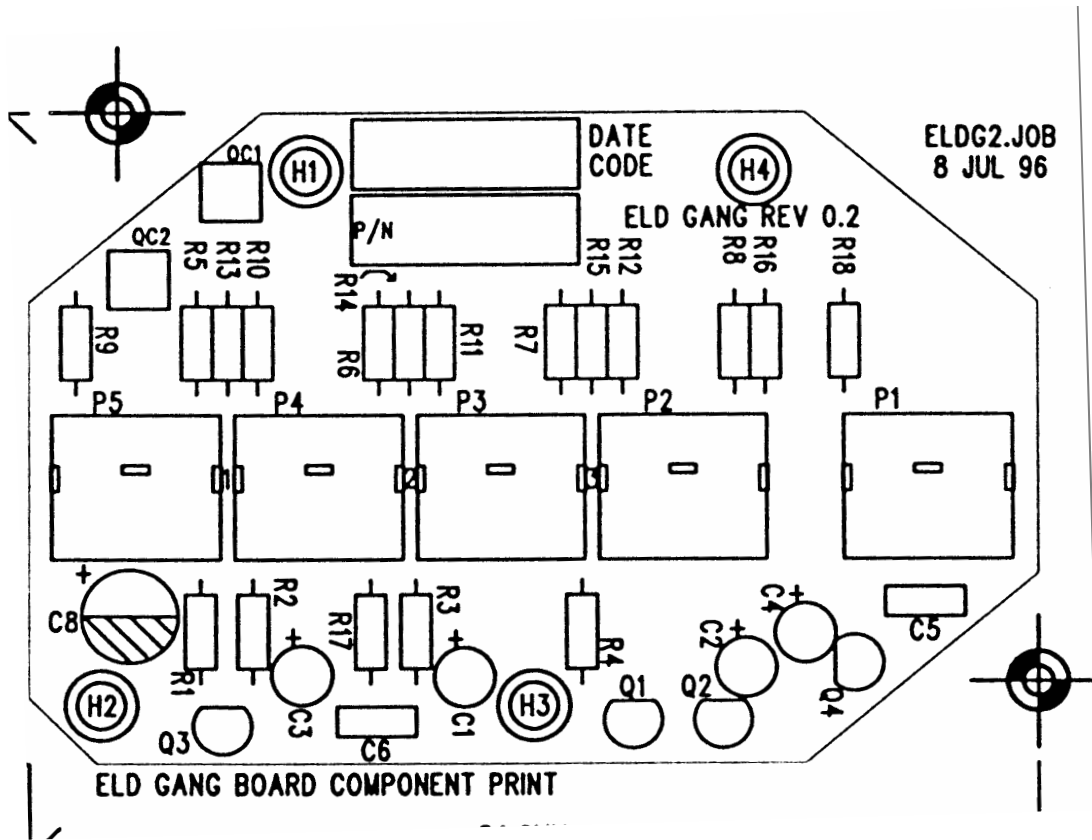 DATE
CODE
ELDG2.JOB
8 JUL 96
QC1
H1
H4
P/N
ELD GANG REV 0.2
QC2
R5
R13
R10
R14
R15
R12
R8
R16
R18
R9
R6
R11
R7
P5
P4
P3
P2
P1
1
2
3
+
C8
R1
R2
R17
+
C3
R3
+
C1
R4
C2
+
C4
+
C5
H2
Q3
C6
H3
Q1
Q2
Q4
ELD GANG BOARD COMPONENT PRINT